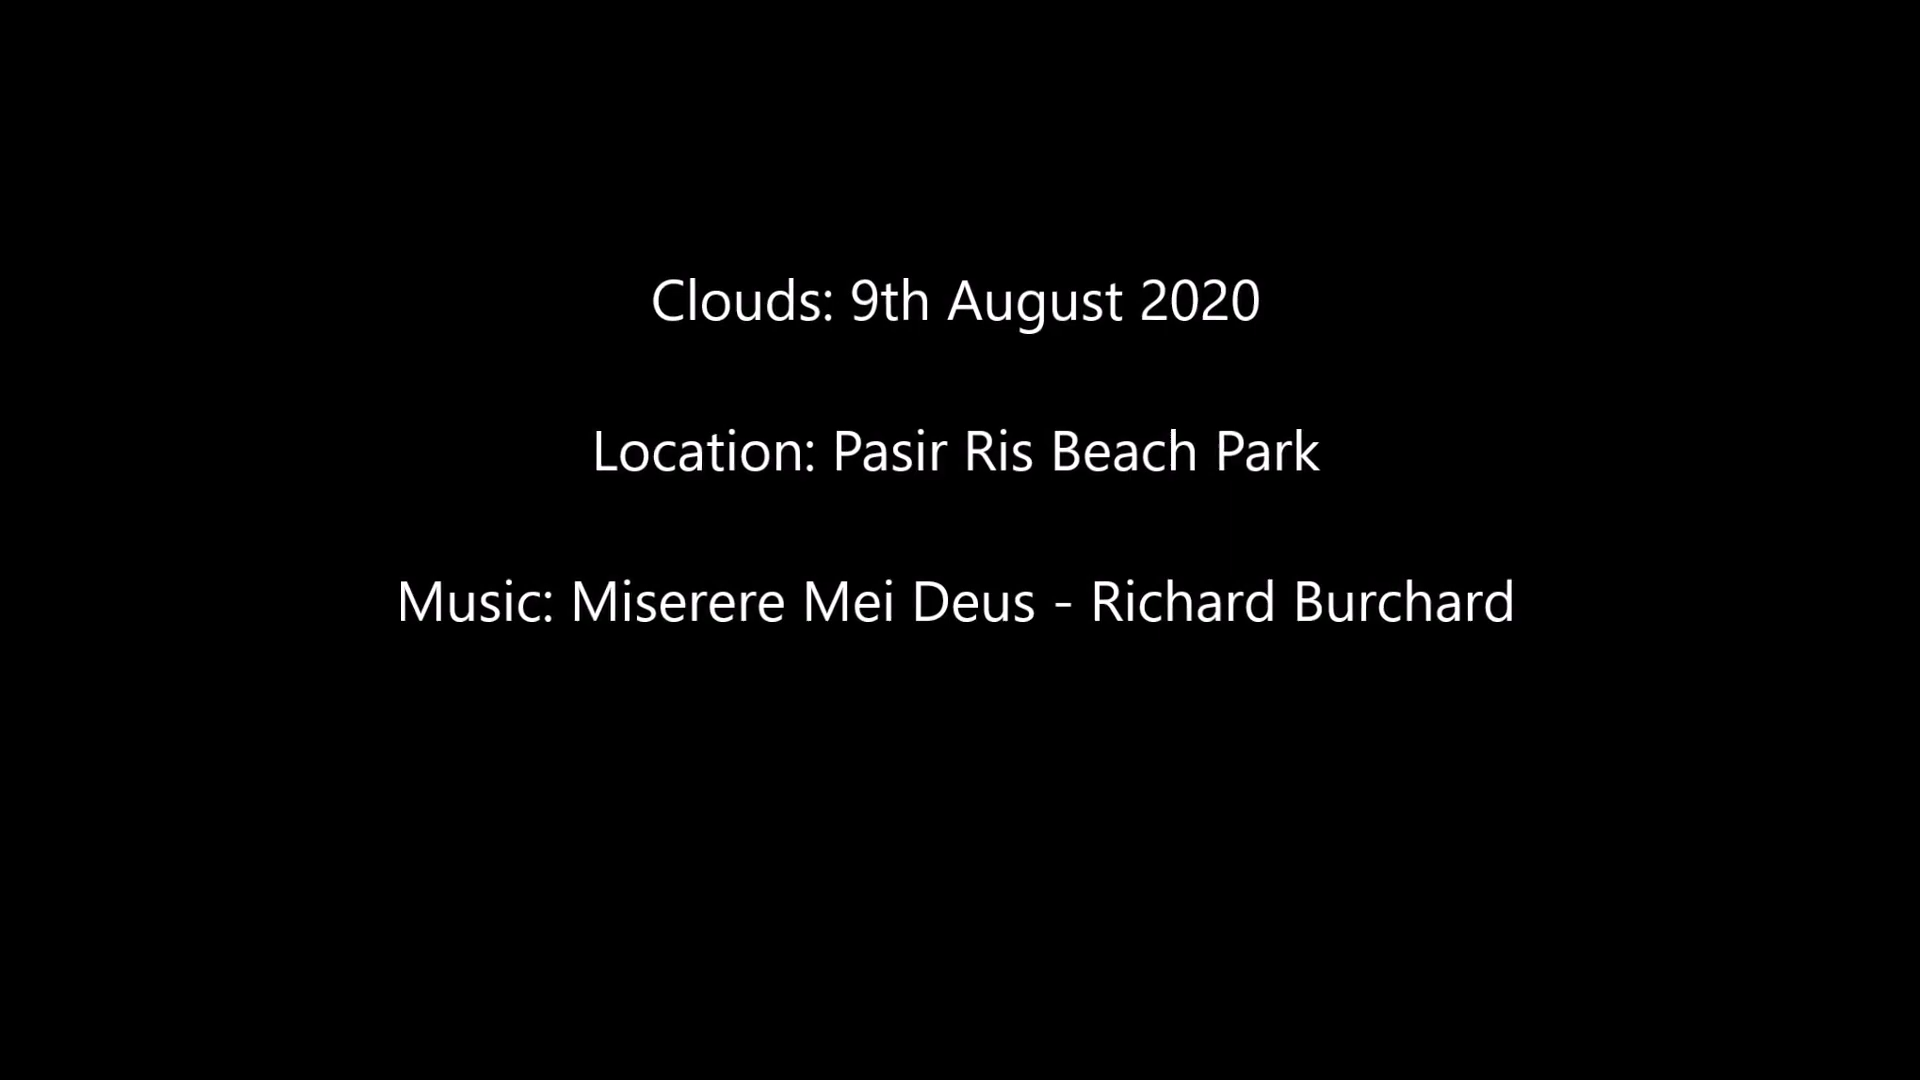 Clouds: 9th August 2020
Location: Pasir Ris Beach Park
Music: Miserere Mei Deus - Richard Burchard